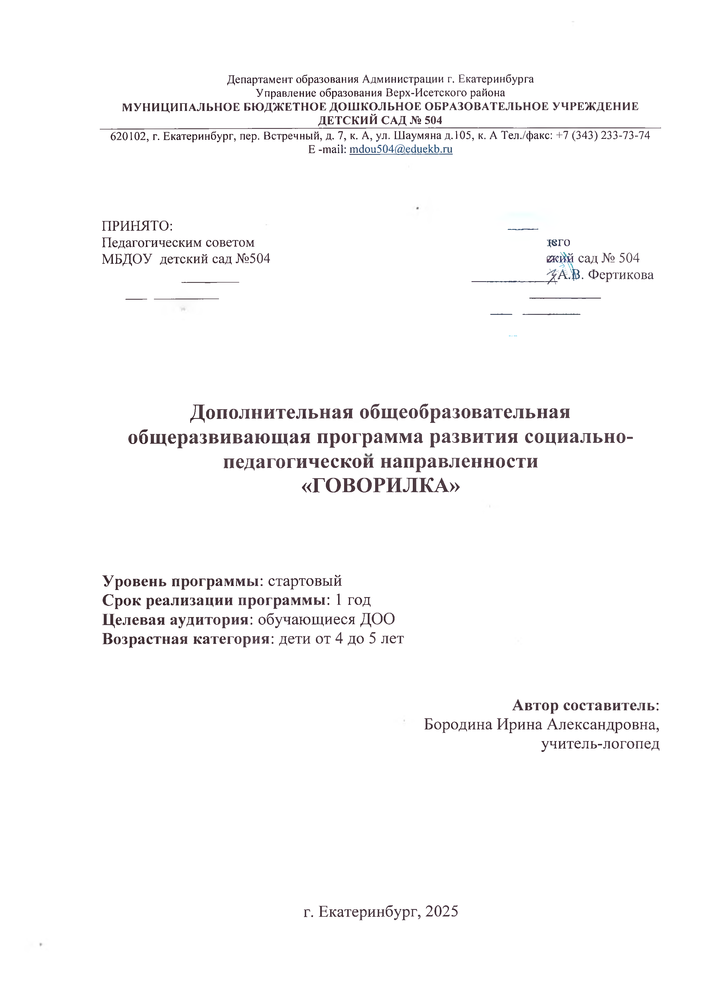 Департамент образования Администрации г. Екатеринбурга
Управление образования Верх-Исетского района
МУНИЦИПАЛЬНОЕ БЮДЖЕТНОЕ ДОШКОЛЬНОЕ ОБРАЗОВАТЕЛЬНОЕ УЧРЕЖДЕНИЕ
ДЕТСКИЙ САД № 504
620102, г. Екатеринбург, пер. Встречный, д. 7, к. А, ул. Шаумяна д.105, к. А Тел./факс: +7 (343) 233-73-74
E -mail: mdou504@eduekb.ru
ПРИНЯТО:
Педагогическим советом
МБДОУ детский сад №504
сад № 504
А.В. Фертикова
Дополнительная общеобразовательная
общеразвивающая программа развития социально-
педагогической направленности
«ГОВОРИЛКА»
Уровень программы: стартовый
Срок реализации программы: 1 год
Целевая аудитория: обучающиеся ДОО
Возрастная категория: дети от 4 до 5 лет
Автор составитель:
Бородина Ирина Александровна,
учитель-логопед
г. Екатеринбург, 2025